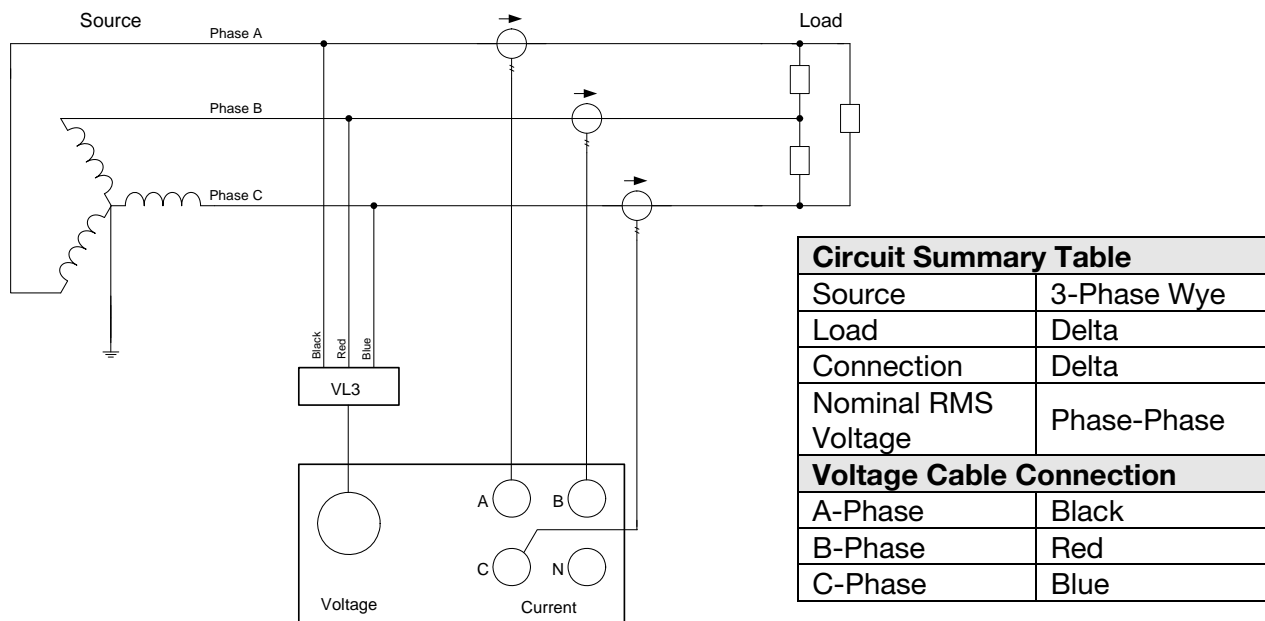 Source
Load
Phase A
Phase B
Phase C
Black
Red
Blue
VL3
A
B
C
N
Voltage
Current
Circuit Summary Table
Source 3-Phase Wye
Load Delta
Connection Delta
Nominal RMS
Voltage
Phase-Phase
Voltage Cable Connection
A-Phase Black
B-Phase Red
C-Phase Blue